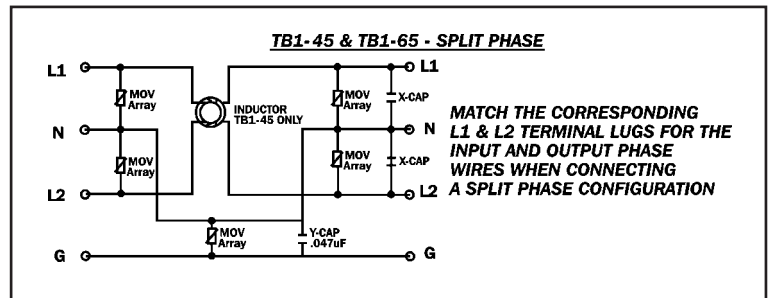 TB1-45 & TB1-65 - SPLIT PHASE
L1
L1
MOV
Array
INDUCTOR
TB1-45 ONLY
MOV
Array
X-CAP
N
N
MOV
Array
MOV
Array
X-CAP
L2
L2
MOV
Array
Y-CAP
.047uF
G
G
MATCH THE CORRESPONDING
L1 & L2 TERMINAL LUGS FOR THE
INPUT AND OUTPUT PHASE
WIRES WHEN CONNECTING
A SPLIT PHASE CONFIGURATION